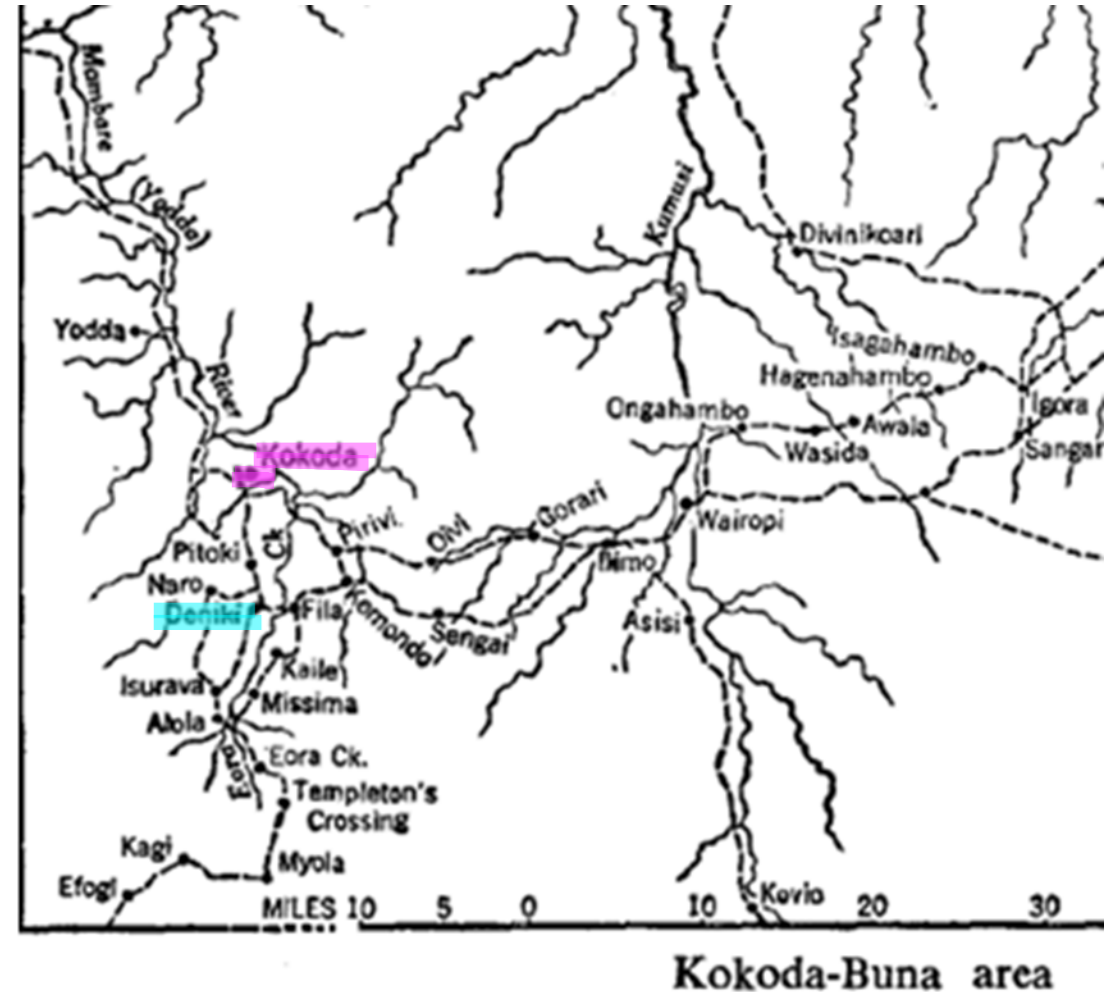 Mambare
(Yodda)
Kumusi
Divinikoari
Yodda
River
Isagahambo
Hagenahambo
Ongahambo
Igora
Awala
Wasida
Sangara
Kokoda
Gorari
Pirivi
Oivi
Wairopi
Pitoki
Ck
Ilimo
Naro
Deniki
Fila
Komondo
Sengai
Asisi
Kaile
Isurava
Missima
Alola
Eora
Eora Ck.
Templeton's
Crossing
Kagi
Myola
Efogi
Kovio
MILES 10 5 0 10 20 30
Kokoda-Buna area